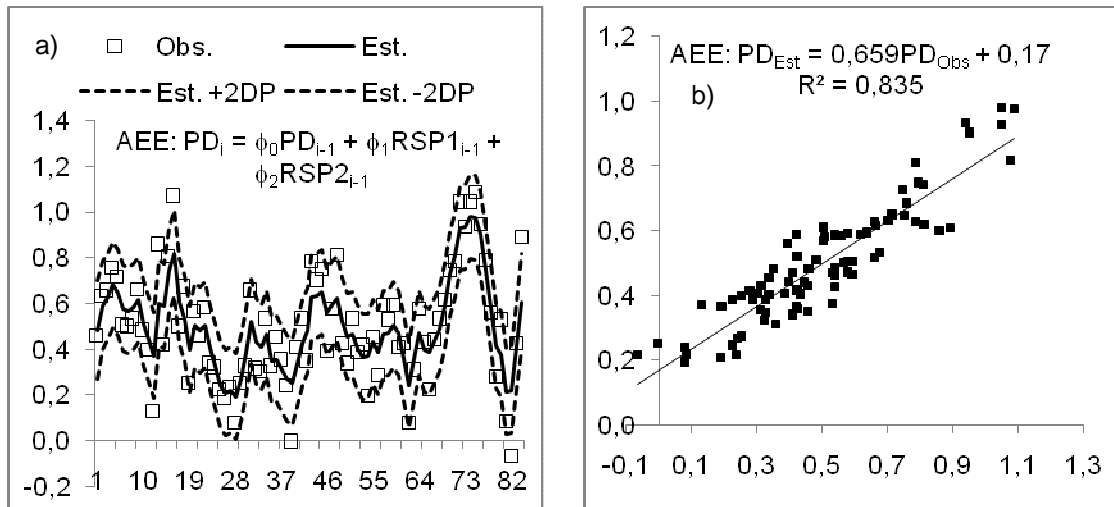 a) Obs. Est.
Est. +2DP Est. -2DP
AEE: PDi = ϕ0PDi-1 + ϕ1RSP1i-1 +
ϕ2RSP2i-1
1,4
1,2
1,0
0,8
0,6
0,4
0,2
0,0
-0,2
1 10 19 28 37 46 55 64 73 82
b)
AEE: PDEst = 0,659PDObs + 0,17
R² = 0,835
1,2
1,0
0,8
0,6
0,4
0,2
0,0
-0,1 0,1 0,3 0,5 0,7 0,9 1,1 1,3